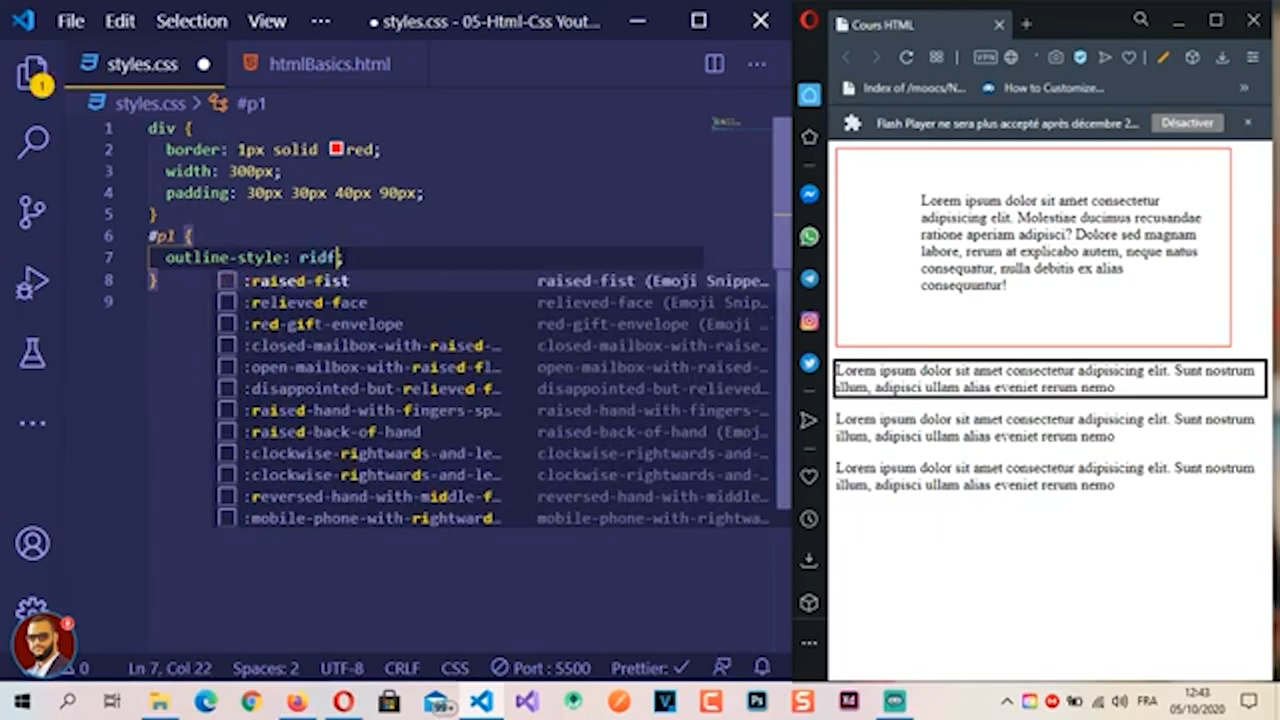 File Edit Selection View ··· ● styles.css - 05-Html-Css Yout...
styles.css ● htmlBasics.html
styles.css > #p1
1 div {
2 border: 1px solid red;
3 width: 300px;
4 padding: 30px 30px 40px 90px;
5 }
6 #p1 {
7 outline-style: ridf;
8 }
9
:raised-fist raised-fist (Emoji Snippe...
:relieved-face relieved-face (Emoji Snip...
:red-gift-envelope red-gift-envelope (Emoji ...
:closed-mailbox-with-raised-... closed-mailbox-with-raise...
:open-mailbox-with-raised-fl... open-mailbox-with-raised-...
:disappointed-but-relieved-f... disappointed-but-relieved...
:raised-hand-with-fingers-sp... raised-hand-with-fingers-...
:raised-back-of-hand raised-back-of-hand (Emoj...
:clockwise-rightwards-and-le... clockwise-rightwards-and-...
:clockwise-rightwards-and-le... clockwise-rightwards-and-...
:reversed-hand-with-middle-f... reversed-hand-with-middle...
:mobile-phone-with-rightward... mobile-phone-with-rightwa...
1
0 Ln 7, Col 22 Spaces: 2 UTF-8 CRLF CSS Port : 5500 Prettier: ✓
Cours HTML
VPN
Index of /moocs/N... How to Customize... »
Flash Player ne sera plus accepté après décembre 2... Désactiver
Lorem ipsum dolor sit amet consectetur
adipisicing elit. Molestiae ducimus recusandae
ratione aperiam adipisci? Dolore sed magnam
labore, rerum at explicabo autem, neque natus
consequatur, nulla debitis ex alias
consequuntur!
Lorem ipsum dolor sit amet consectetur adipisicing elit. Sunt nostrum
illum, adipisci ullam alias eveniet rerum nemo
Lorem ipsum dolor sit amet consectetur adipisicing elit. Sunt nostrum
illum, adipisci ullam alias eveniet rerum nemo
Lorem ipsum dolor sit amet consectetur adipisicing elit. Sunt nostrum
illum, adipisci ullam alias eveniet rerum nemo
99+ Ps Xd FRA 12:43
05/10/2020